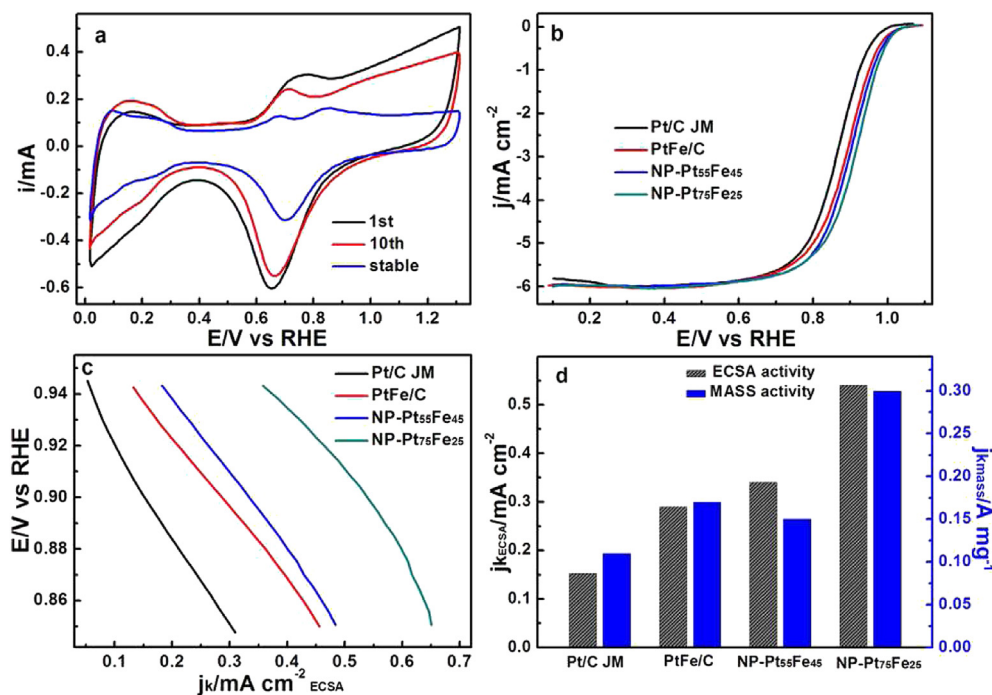 a
i/mA
0.4
0.2
0.0
-0.2
-0.4
-0.6
1st
10th
stable
0.0 0.2 0.4 0.6 0.8 1.0 1.2
E/V vs RHE
b
j/mA cm-2
0
-1
-2
-3
-4
-5
-6
-7
Pt/C JM
PtFe/C
NP-Pt55Fe45
NP-Pt75Fe25
0.2 0.4 0.6 0.8 1.0
E/V vs RHE
c
E/V vs RHE
0.94
0.92
0.90
0.88
0.86
Pt/C JM
PtFe/C
NP-Pt55Fe45
NP-Pt75Fe25
0.1 0.2 0.3 0.4 0.5 0.6 0.7
jk/mA cm-2 ECSA
d
jkECSA/mA cm-2
0.5
0.4
0.3
0.2
0.1
0.0
ECSA activity
MASS activity
jkmass/A mg-1
0.30
0.25
0.20
0.15
0.10
0.05
0.00
Pt/C JM PtFe/C NP-Pt55Fe45 NP-Pt75Fe25